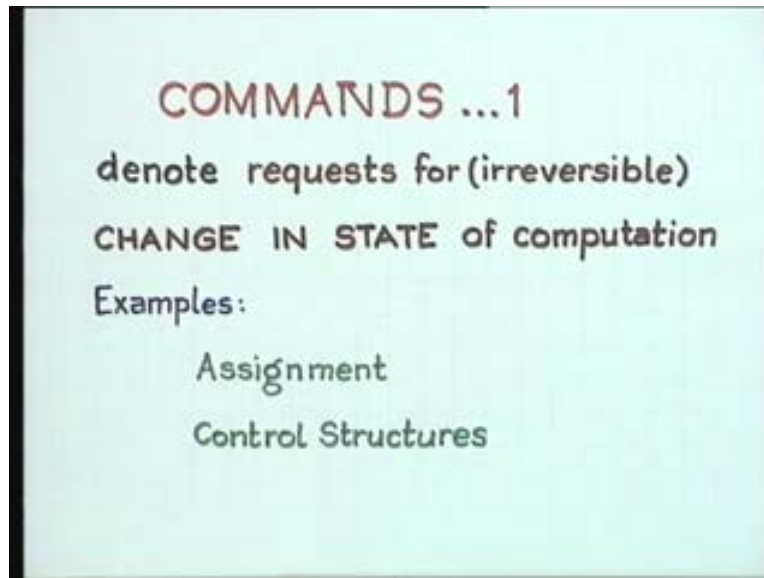 COMMANDS ...1
denote requests for (irreversible)
CHANGE IN STATE of computation
Examples:
Assignment
Control Structures